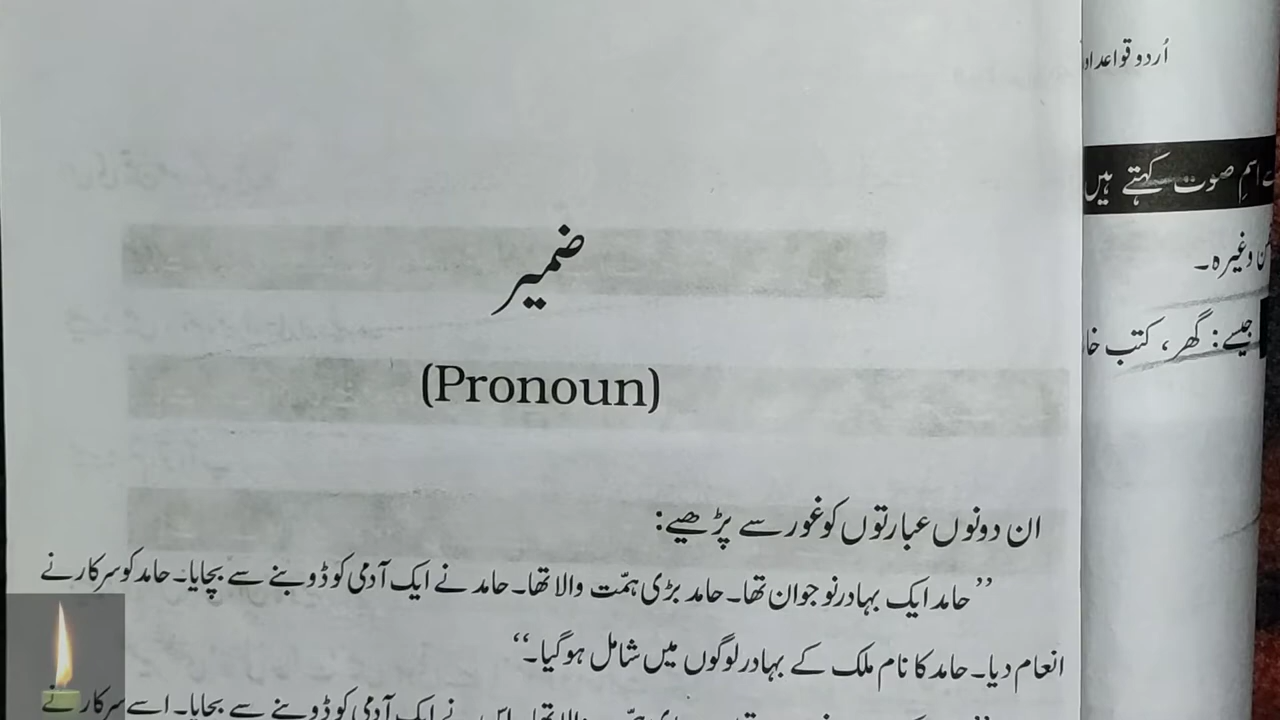 ضمیر
(Pronoun)
ان دونوں عبارتوں کو غور سے پڑھیے:
’’حامد ایک بہادر نوجوان تھا۔ حامد بڑی ہمّت والا تھا۔ حامد نے ایک آدمی کو ڈوبنے سے بچایا۔ حامد کو سرکار نے
انعام دیا۔ حامد کا نام ملک کے بہادر لوگوں میں شامل ہوگیا۔‘‘
نے ایک آدمی کو ڈوبنے سے بچایا۔ اسے سرکار نے
اُردو قواعد
اسمِ صوت کہتے ہیں
وغیرہ۔
جیسے: گھر، کتب